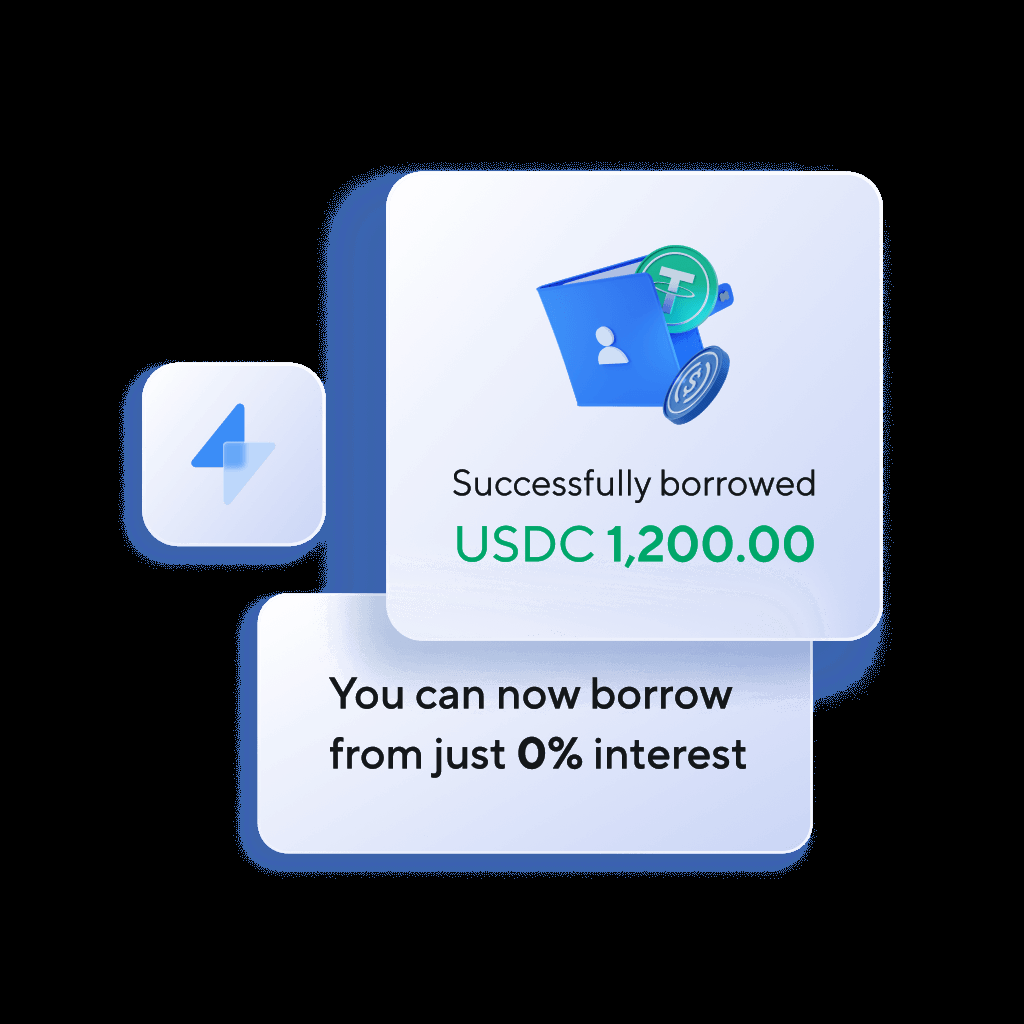 Successfully borrowed
USDC 1,200.00
You can now borrow
from just 0% interest